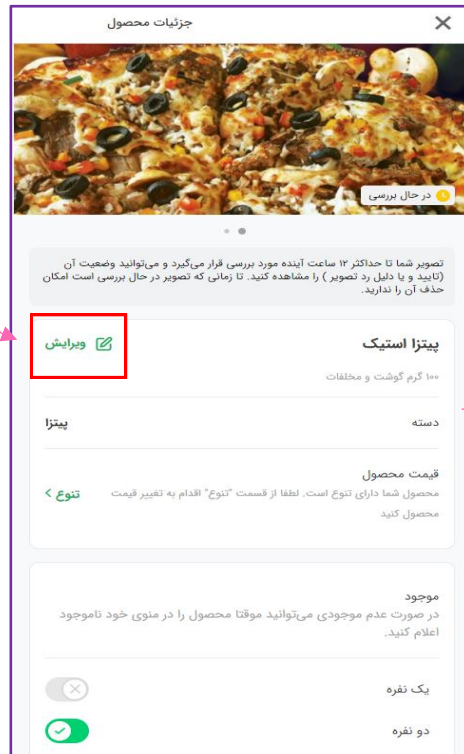 جزئیات محصول
در حال بررسی
تصویر شما تا حداکثر ۱۲ ساعت آینده مورد بررسی قرار می‌گیرد و می‌توانید وضعیت آن
(تایید و یا دلیل رد تصویر ) را مشاهده کنید. تا زمانی که تصویر در حال بررسی است امکان
حذف آن را ندارید.
پیتزا استیک
ویرایش
۱۰۰ گرم گوشت و مخلفات
دسته
پیتزا
قیمت محصول
محصول شما دارای تنوع است. لطفا از قسمت "تنوع" اقدام به تغییر قیمت
محصول کنید
تنوع >
موجود
در صورت عدم موجودی می‌توانید موقتا محصول را در منوی خود ناموجود
اعلام کنید.
یک نفره
دو نفره